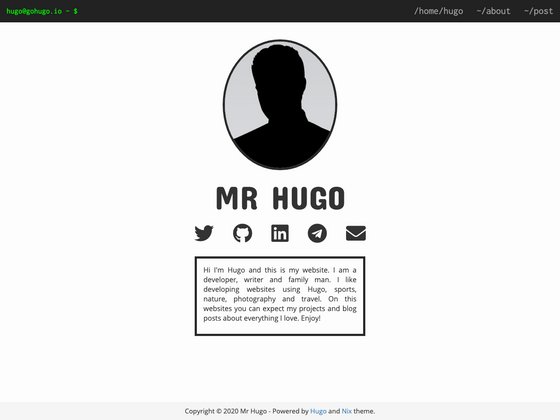 hugo@gohugo.io ~ $
/home/hugo ~/about ~/post
MR HUGO
Hi I'm Hugo and this is my website. I am a
developer, writer and family man. I like
developing websites using Hugo, sports,
nature, photography and travel. On this
websites you can expect my projects and blog
posts about everything I love. Enjoy!
Copyright © 2020 Mr Hugo - Powered by Hugo and Nix theme.